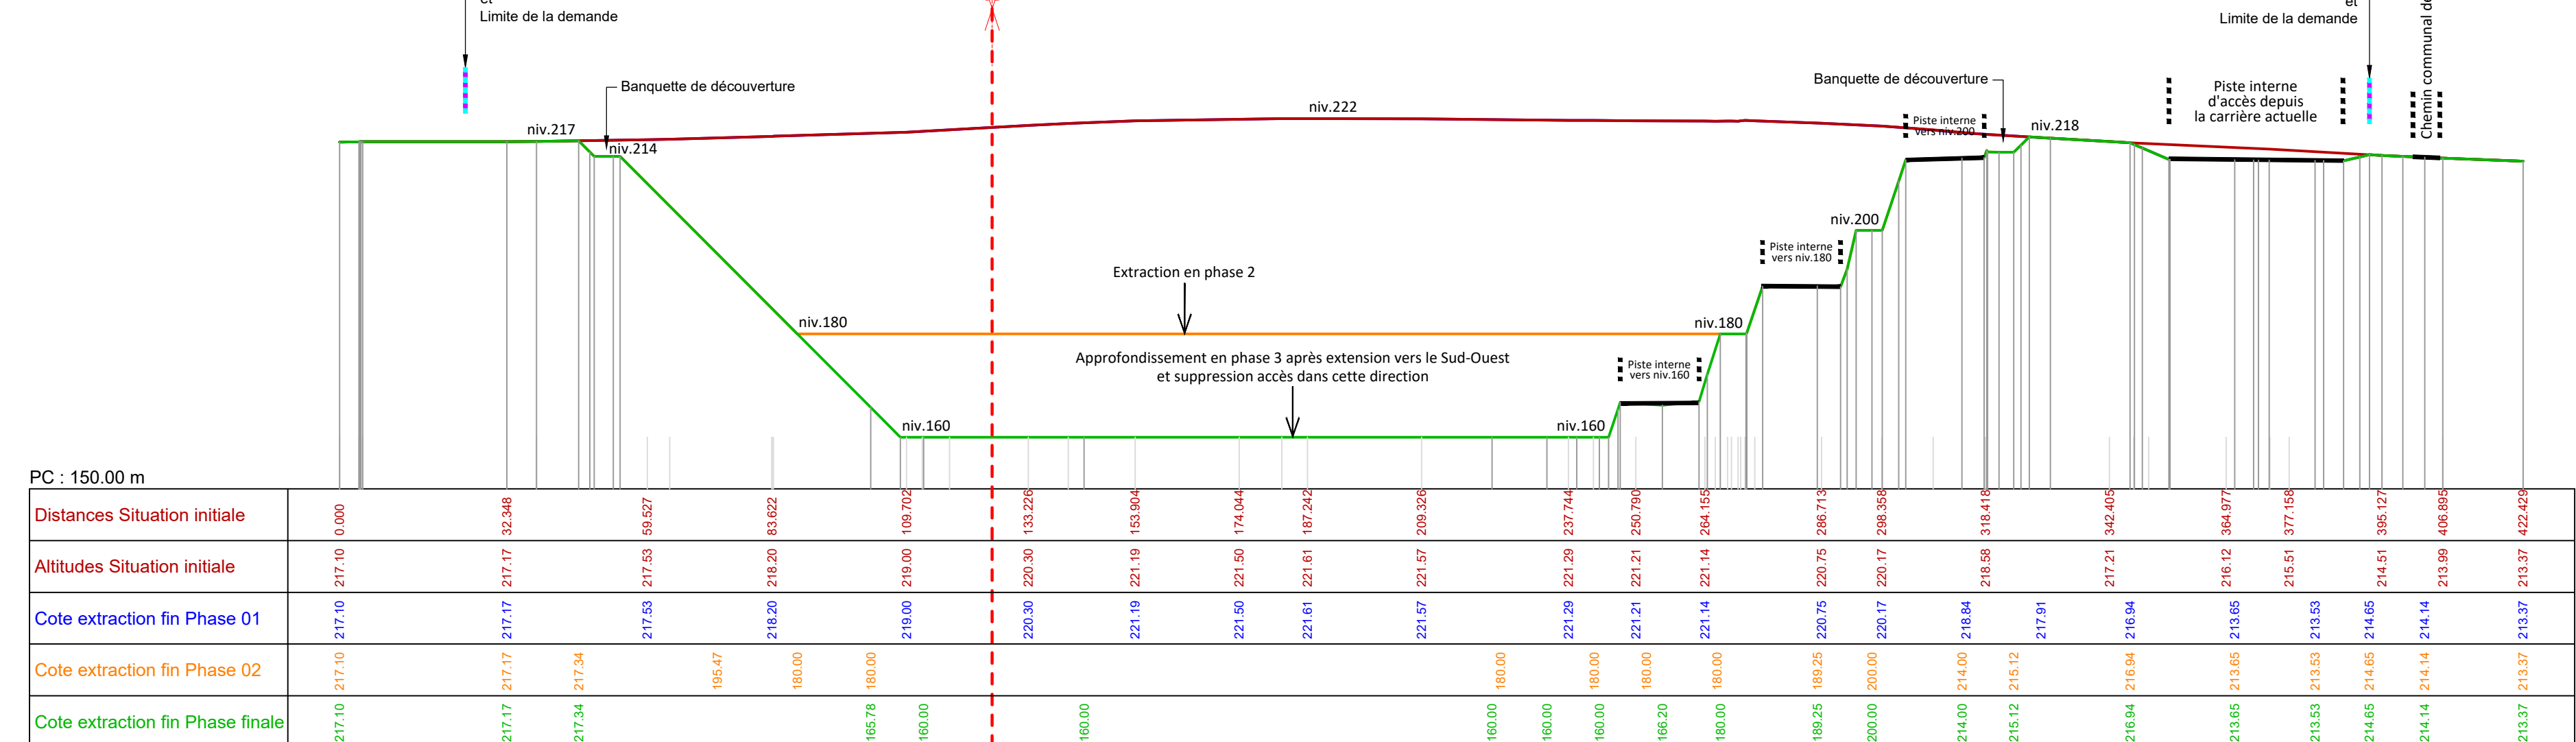 et
Limite de la demande
et
Limite de la demande
Chemin communal de
Banquette de découverture
Banquette de découverture
Piste interne
d'accès depuis
la carrière actuelle
niv.222
niv.217
niv.214
Piste interne
vers niv.200
niv.218
niv.200
Piste interne
vers niv.180
Extraction en phase 2
niv.180
niv.180
Approfondissement en phase 3 après extension vers le Sud-Ouest
et suppression accès dans cette direction
Piste interne
vers niv.160
niv.160
niv.160
PC : 150.00 m
Distances Situation initiale 0.000 32.348 59.527 83.622 109.702 133.226 153.904 174.044 187.242 209.326 237.744 250.790 264.155 286.713 298.358 318.418 342.405 364.977 377.158 395.127 406.895 422.429
Altitudes Situation initiale 217.10 217.17 217.53 218.20 219.00 220.30 221.19 221.50 221.61 221.57 221.29 221.21 221.14 220.75 220.17 218.58 217.21 216.12 215.51 214.51 213.99 213.37
Cote extraction fin Phase 01 217.10 217.17 217.53 218.20 219.00 220.30 221.19 221.50 221.61 221.57 221.29 221.21 221.14 220.75 220.17 218.84 217.91 216.94 213.65 213.53 214.65 214.14 213.37
Cote extraction fin Phase 02 217.10 217.17 217.34 195.47 180.00 180.00 180.00 180.00 180.00 180.00 189.25 200.00 214.00 215.12 216.94 213.65 213.53 214.65 214.14 213.37
Cote extraction fin Phase finale 217.10 217.17 217.34 165.78 160.00 160.00 160.00 160.00 160.00 166.20 180.00 189.25 200.00 214.00 215.12 216.94 213.65 213.53 214.65 214.14 213.37